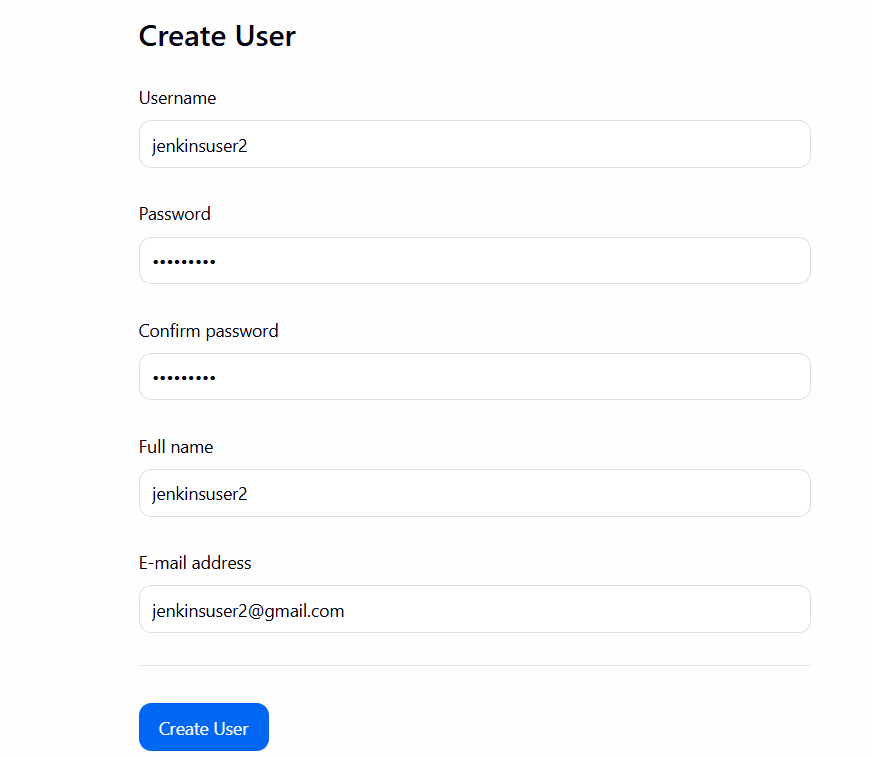 Create User
Username
jenkinsuser2
Password
•••••••••
Confirm password
•••••••••
Full name
jenkinsuser2
E-mail address
jenkinsuser2@gmail.com
Create User